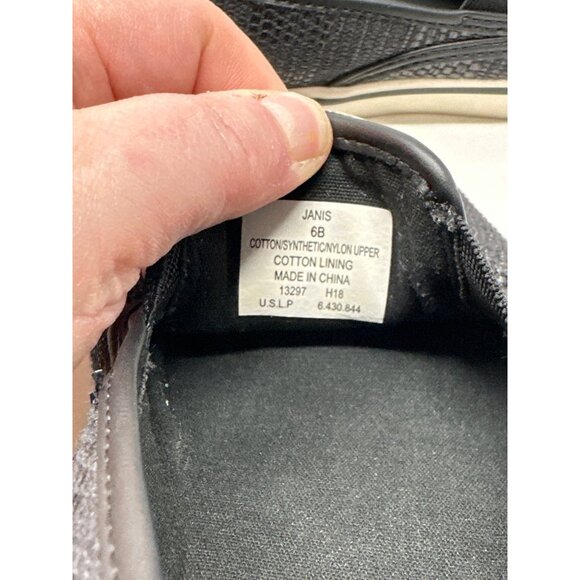 JANIS
6B
COTTON/SYNTHETIC/NYLON UPPER
COTTON LINING
MADE IN CHINA
13297 H18
U.S.L.P 6.430.844